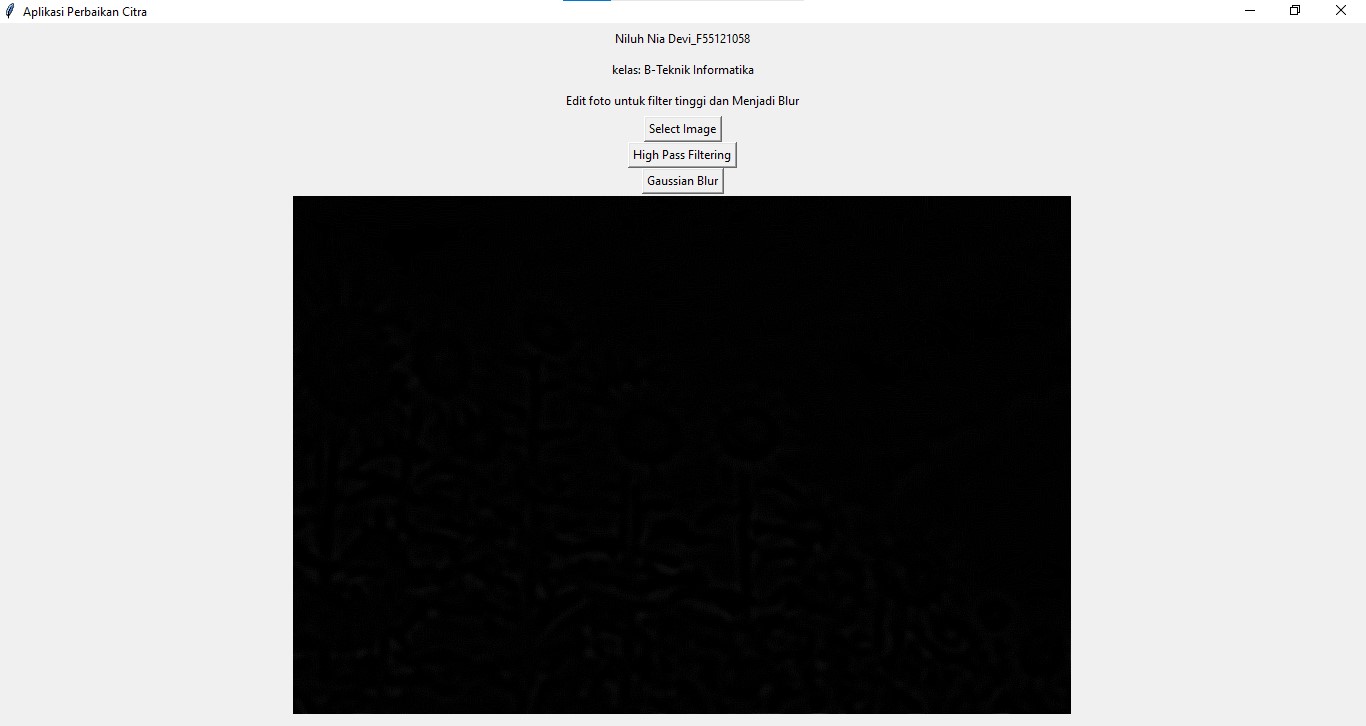 Aplikasi Perbaikan Citra
Niluh Nia Devi_F55121058
kelas: B-Teknik Informatika
Edit foto untuk filter tinggi dan Menjadi Blur
Select Image
High Pass Filtering
Gaussian Blur